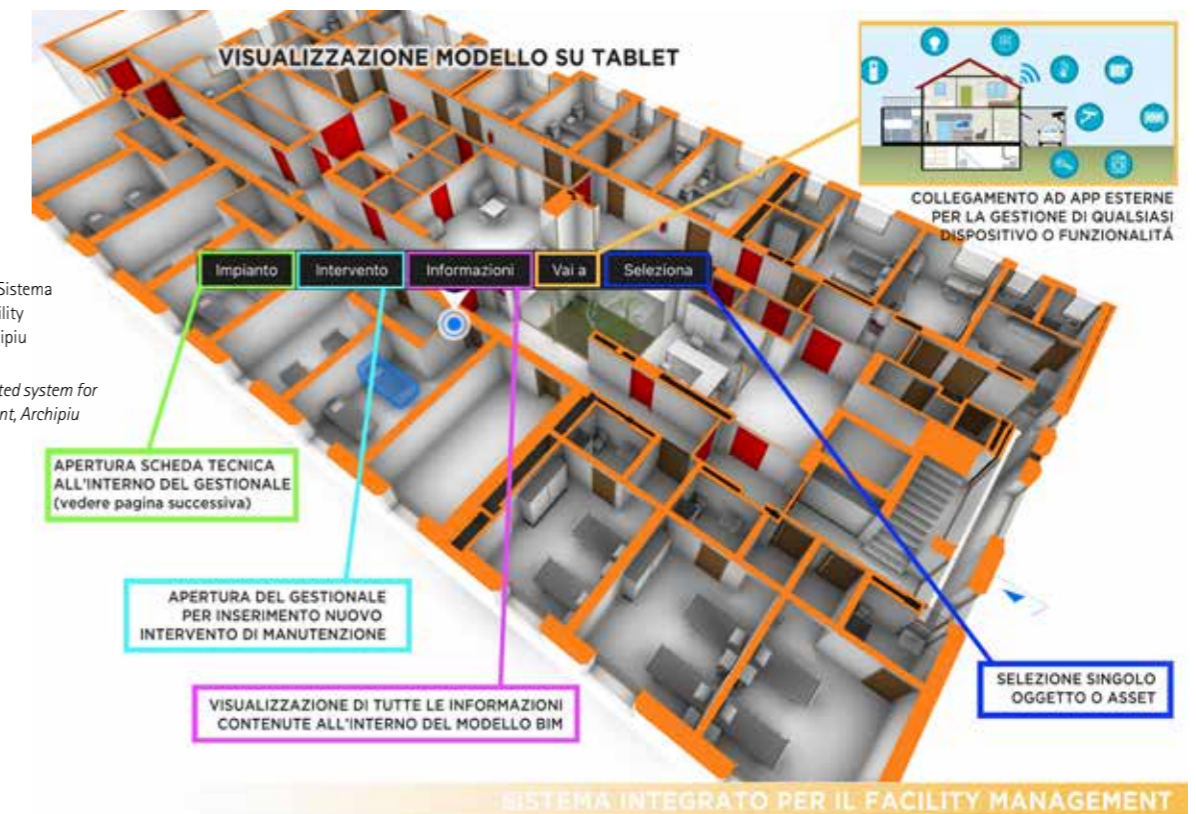 VISUALIZZAZIONE MODELLO SU TABLET
COLLEGAMENTO AD APP ESTERNE
PER LA GESTIONE DI QUALSIASI
DISPOSITIVO O FUNZIONALITÁ
Impianto
Intervento
Informazioni
Vai a
Seleziona
Sistema
ility
hipiu
ted system for
nt, Archipiu
APERTURA SCHEDA TECNICA
ALL'INTERNO DEL GESTIONALE
(vedere pagina successiva)
APERTURA DEL GESTIONALE
PER INSERIMENTO NUOVO
INTERVENTO DI MANUTENZIONE
VISUALIZZAZIONE DI TUTTE LE INFORMAZIONI
CONTENUTE ALL'INTERNO DEL MODELLO BIM
SELEZIONE SINGOLO
OGGETTO O ASSET
SISTEMA INTEGRATO PER IL FACILITY MANAGEMENT